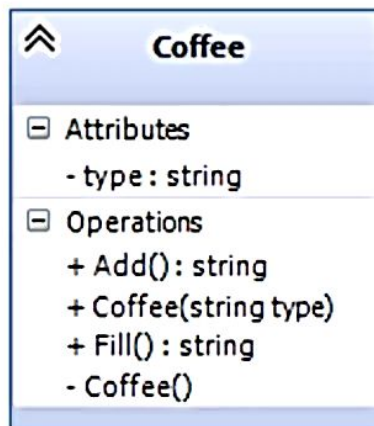 Coffee
Attributes
- type : string
Operations
+ Add() : string
+ Coffee(string type)
+ Fill() : string
- Coffee()